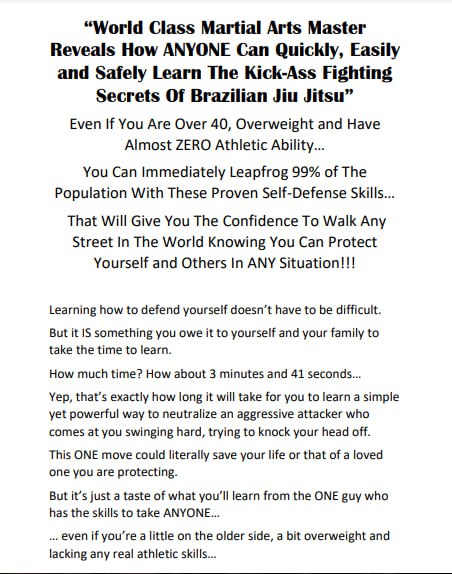 “World Class Martial Arts Master
Reveals How ANYONE Can Quickly, Easily
and Safely Learn The Kick-Ass Fighting
Secrets Of Brazilian Jiu Jitsu”
Even If You Are Over 40, Overweight and Have
Almost ZERO Athletic Ability…
You Can Immediately Leapfrog 99% of The
Population With These Proven Self-Defense Skills…
That Will Give You The Confidence To Walk Any
Street In The World Knowing You Can Protect
Yourself and Others In ANY Situation!!!
Learning how to defend yourself doesn’t have to be difficult.
But it IS something you owe it to yourself and your family to
take the time to learn.
How much time? How about 3 minutes and 41 seconds…
Yep, that’s exactly how long it will take for you to learn a simple
yet powerful way to neutralize an aggressive attacker who
comes at you swinging hard, trying to knock your head off.
This ONE move could literally save your life or that of a loved
one you are protecting.
But it’s just a taste of what you’ll learn from the ONE guy who
has the skills to take ANYONE…
… even if you’re a little on the older side, a bit overweight and
lacking any real athletic skills…